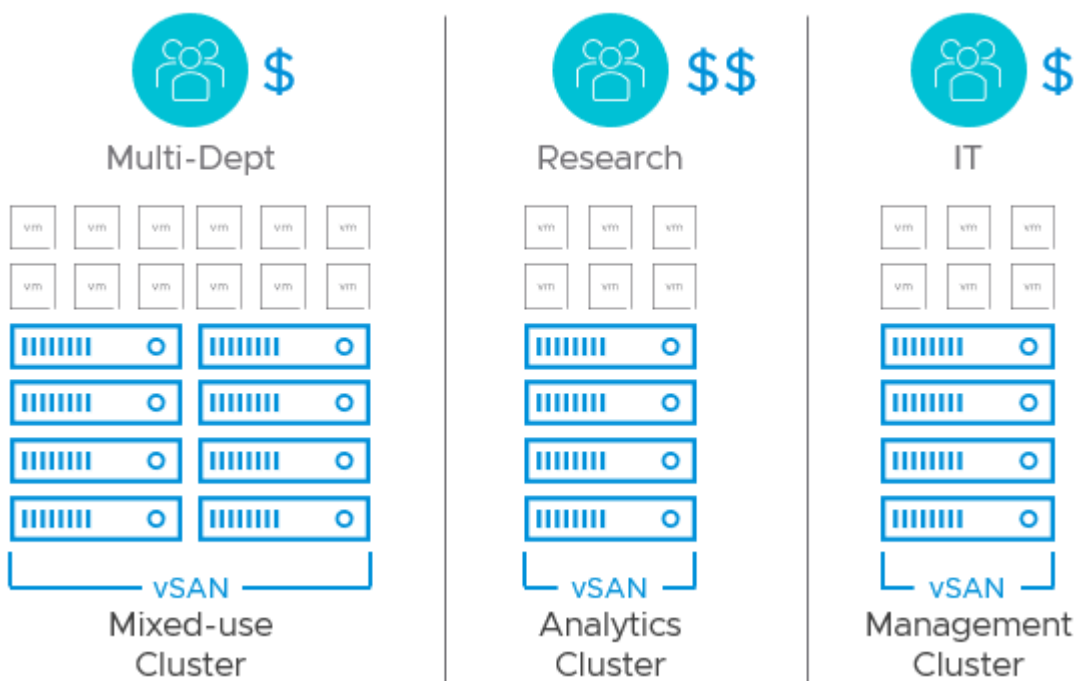 $
Multi-Dept
vm vm vm vm vm vm
vm vm vm vm vm vm
vSAN
Mixed-use
Cluster
$$
Research
vm vm vm
vm vm vm
vSAN
Analytics
Cluster
$
IT
vm vm vm
vm vm vm
vSAN
Management
Cluster